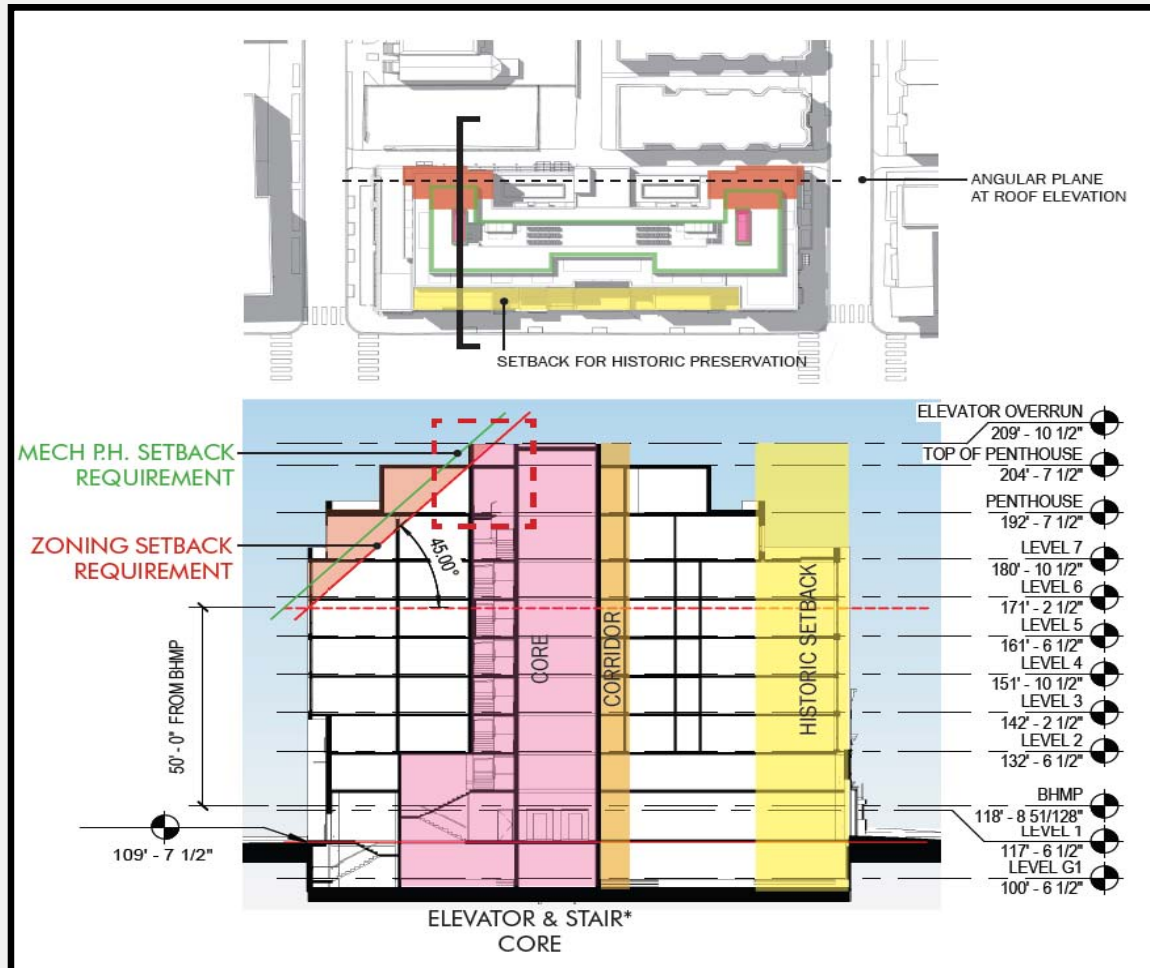 ANGULAR PLANE
AT ROOF ELEVATION
SETBACK FOR HISTORIC PRESERVATION
MECH P.H. SETBACK
REQUIREMENT
ZONING SETBACK
REQUIREMENT
45.00°
50' - 0" FROM BHMP
109' - 7 1/2"
CORE
CORRIDOR
HISTORIC SETBACK
ELEVATOR OVERRUN
209' - 10 1/2"
TOP OF PENTHOUSE
204' - 7 1/2"
PENTHOUSE
192' - 7 1/2"
LEVEL 7
180' - 10 1/2"
LEVEL 6
171' - 2 1/2"
LEVEL 5
161' - 6 1/2"
LEVEL 4
151' - 10 1/2"
LEVEL 3
142' - 2 1/2"
LEVEL 2
132' - 6 1/2"
BHMP
118' - 8 51/128"
LEVEL 1
117' - 6 1/2"
LEVEL G1
100' - 6 1/2"
ELEVATOR & STAIR*
CORE